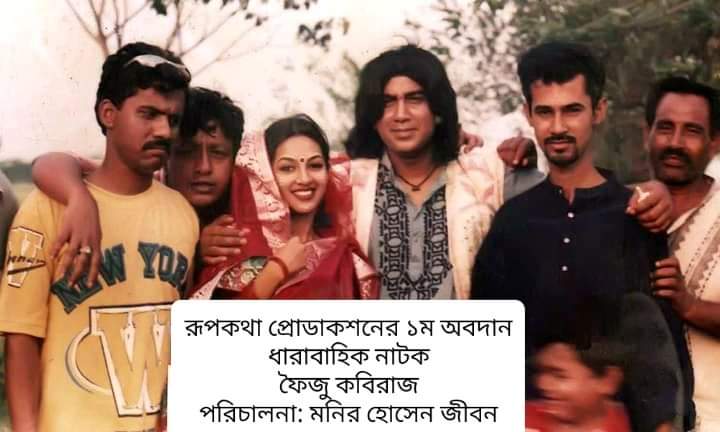 NEW YORK
W
রূপকথা প্রোডাকশনের ১ম অবদান
ধারাবাহিক নাটক
ফৈজু কবিরাজ
পরিচালনা: মনির হোসেন জীবন